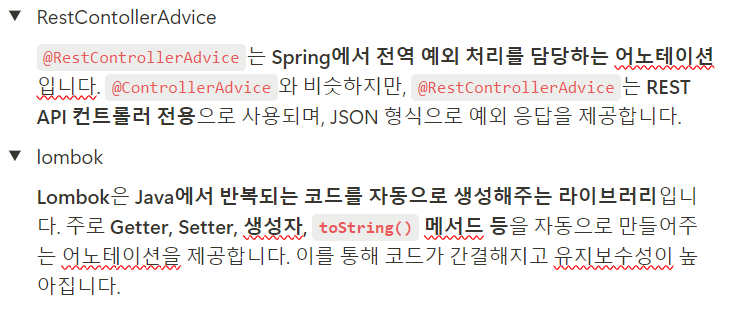 RestContollerAdvice
@RestControllerAdvice 는 Spring에서 전역 예외 처리를 담당하는 어노테이션
입니다. @ControllerAdvice 와 비슷하지만, @RestControllerAdvice 는 REST
API 컨트롤러 전용으로 사용되며, JSON 형식으로 예외 응답을 제공합니다.
lombok
Lombok은 Java에서 반복되는 코드를 자동으로 생성해주는 라이브러리입니
다. 주로 Getter, Setter, 생성자, toString() 메서드 등을 자동으로 만들어주
는 어노테이션을 제공합니다. 이를 통해 코드가 간결해지고 유지보수성이 높
아집니다.